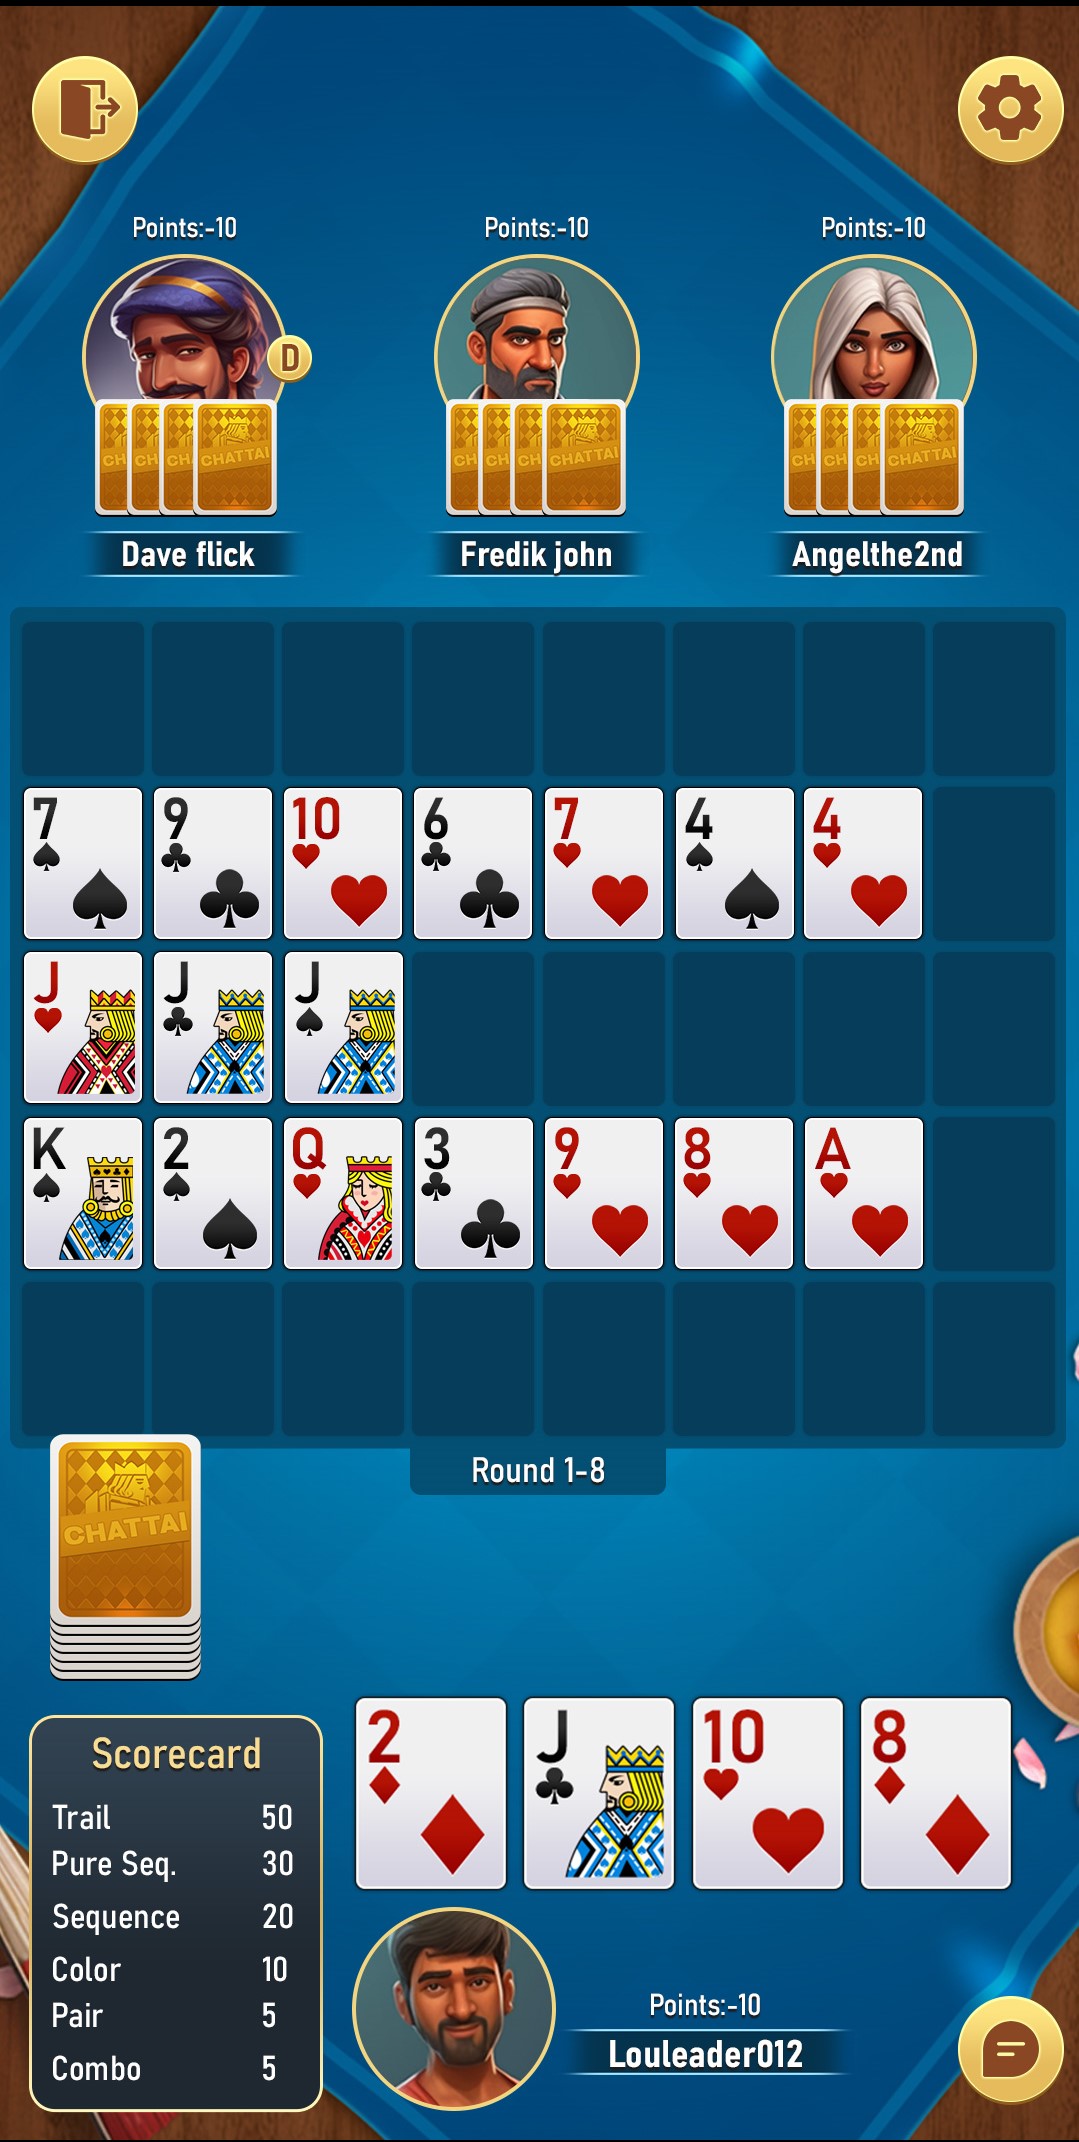 Points:-10 Points:-10 Points:-10
D
CH CH CH CHATTAI CH CH CH CHATTAI CH CH CH CHATTAI
Dave flick Fredik john Angelthe2nd
7 9 10 6 7 4 4
J J J
K 2 Q 3 9 8 A
Round 1-8
CHATTAI
2 J 10 8
Scorecard
Trail 50
Pure Seq. 30
Sequence 20
Color 10
Pair 5
Combo 5
Points:-10
Louleader012